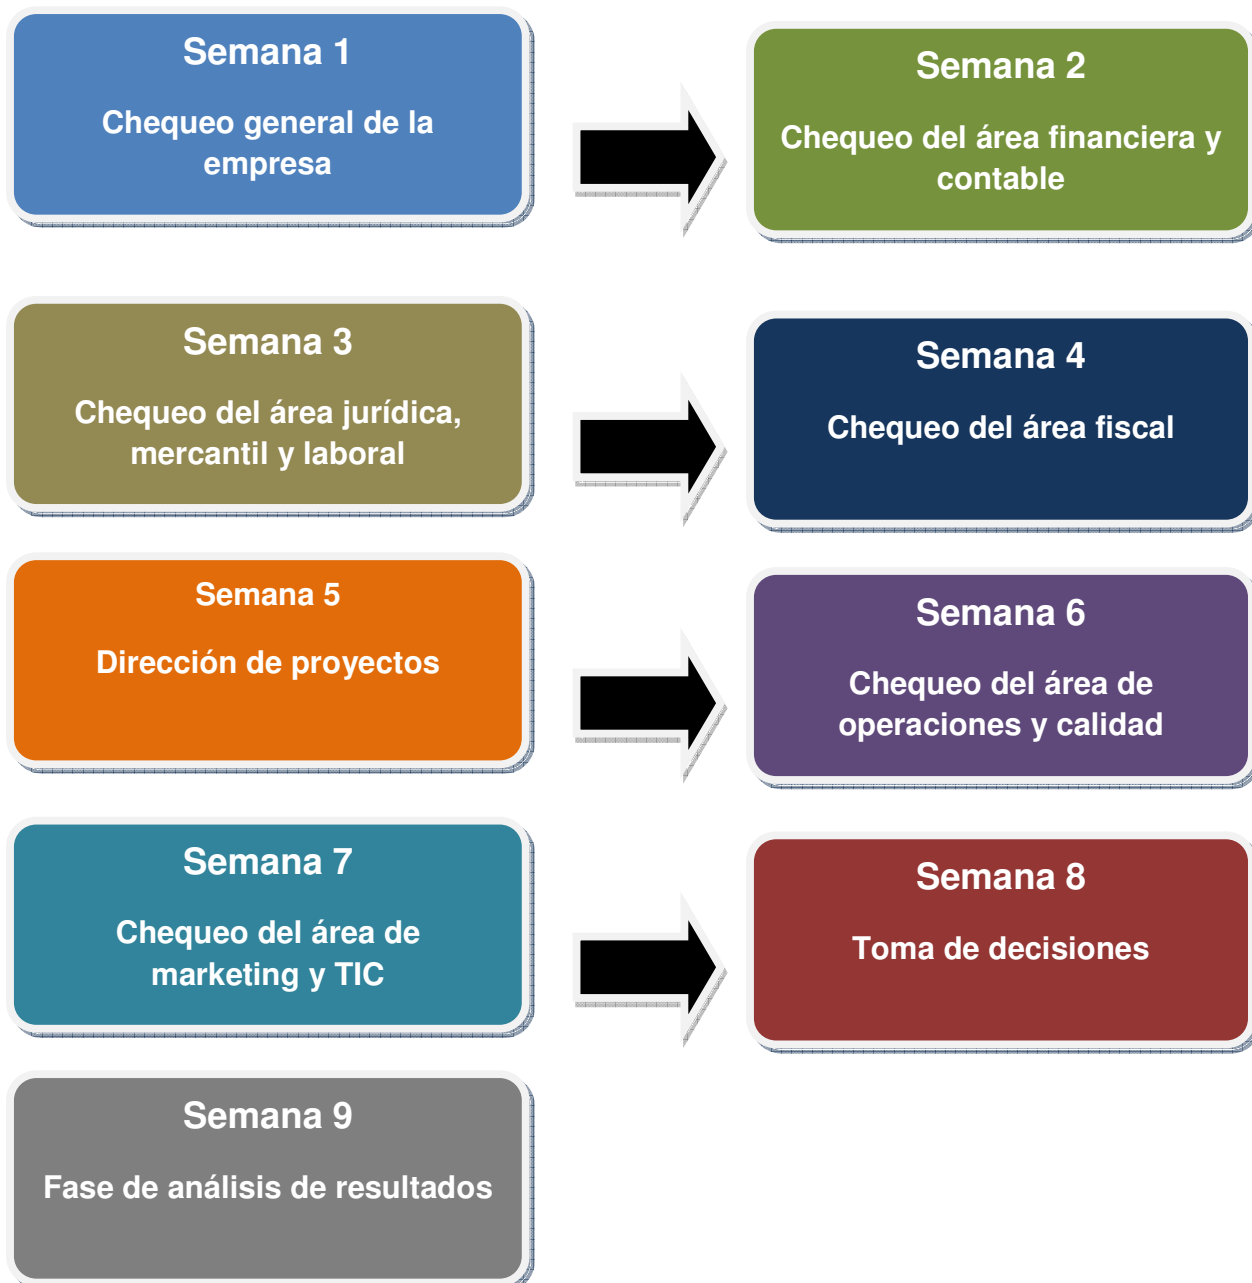 Semana 1
Chequeo general de la
empresa
Semana 2
Chequeo del área financiera y
contable
Semana 3
Chequeo del área jurídica,
mercantil y laboral
Semana 4
Chequeo del área fiscal
Semana 5
Dirección de proyectos
Semana 6
Chequeo del área de
operaciones y calidad
Semana 7
Chequeo del área de
marketing y TIC
Semana 8
Toma de decisiones
Semana 9
Fase de análisis de resultados